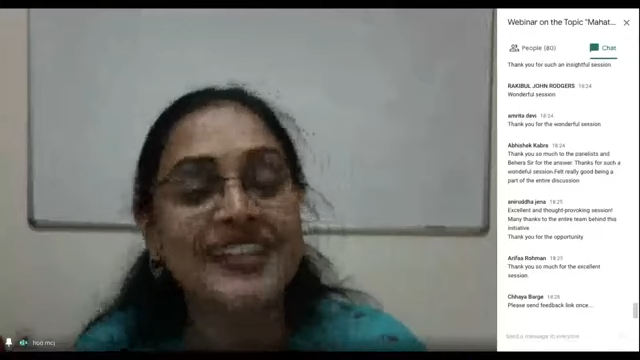 Webinar on the Topic "Mahat...
People (80)
Chat
Thank you for such an insightful session
RAKIBUL JOHN RODGERS 18:24
Wonderful session
amrita devi 18:24
Thank you for the wonderful session
Abhishek Kabra 18:24
Thank you so much to the panelists and
Behera Sir for the answer. Thanks for such a
wondeful session.Felt really good being a
part of the entire discussion
aniruddha jena 18:25
Excellent and thought-provoking session!
Many thanks to the entire team behind this
initiative
Thank you for the opportunity
Arifaa Rohman 18:25
Thank you so much for the excellent
session.
Chhaya Barge 18:26
Please send feedback link once...
Send a message to everyone
hod mcj